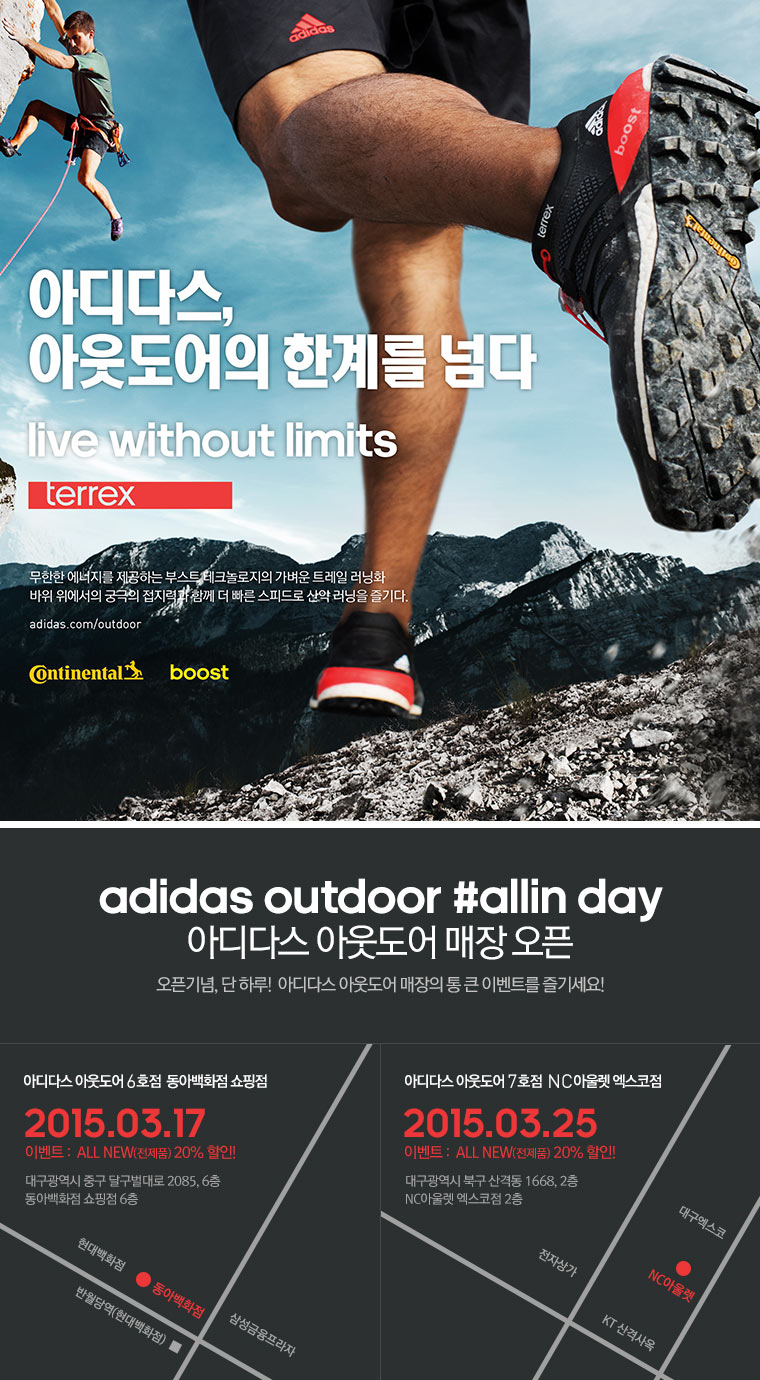 adidas
adidas
boost
terrex
Continental
아디다스,
아웃도어의 한계를 넘다
live without limits
terrex
무한한 에너지를 제공하는 부스트 테크놀로지의 가벼운 트레일 러닝화
바위 위에서의 궁극의 접지력과 함께 더 빠른 스피드로 산악 러닝을 즐기다.
adidas.com/outdoor
Continental boost
adidas outdoor #allin day
아디다스 아웃도어 매장 오픈
오픈기념, 단 하루! 아디다스 아웃도어 매장의 통 큰 이벤트를 즐기세요!
아디다스 아웃도어 6호점 동아백화점 쇼핑점
2015.03.17
이벤트 : ALL NEW(전제품) 20% 할인!
대구광역시 중구 달구벌대로 2085, 6층
동아백화점 쇼핑점 6층
현대백화점
동아백화점
반월당역(현대백화점)
삼성금융프라자
아디다스 아웃도어 7호점 NC아울렛 엑스코점
2015.03.25
이벤트 : ALL NEW(전제품) 20% 할인!
대구광역시 북구 산격동 1668, 2층
NC아울렛 엑스코점 2층
대구엑스코
전자상가
NC아울렛
KT 산격사옥